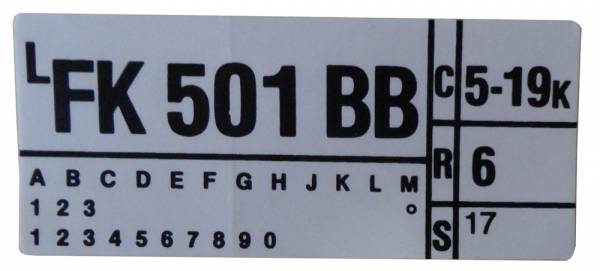 LFK 501 BB
A B C D E F G H J K L M
1 2 3 °
1 2 3 4 5 6 7 8 9 0
C 5-19K
R 6
S 17